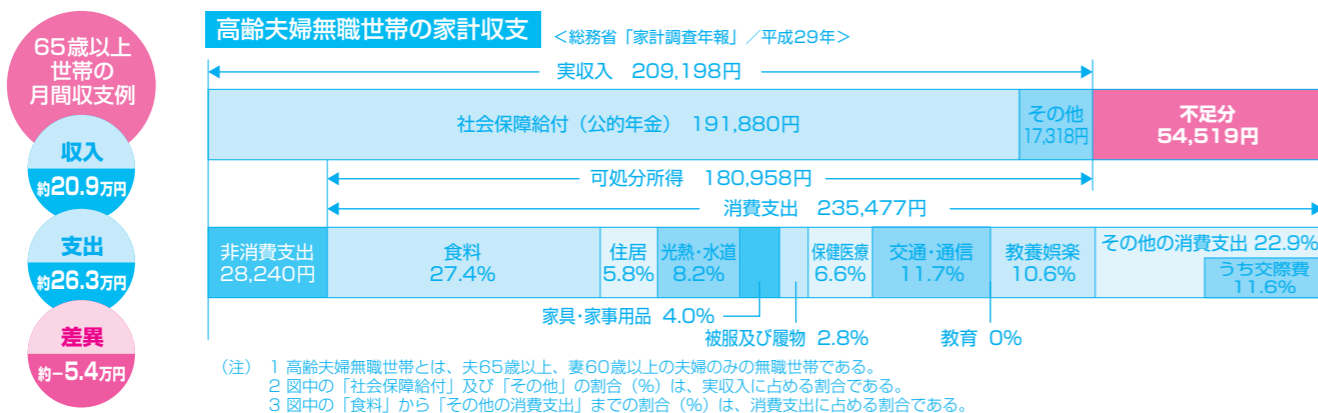 65歳以上
世帯の
月間収支例
収入
約20.9万円
支出
約26.3万円
差異
約−5.4万円
高齢夫婦無職世帯の家計収支 <総務省「家計調査年報」/平成29年>
実収入 209,198円
社会保障給付（公的年金） 191,880円
その他
17,318円
不足分
54,519円
可処分所得 180,958円
消費支出 235,477円
非消費支出
28,240円
食料
27.4%
住居
5.8%
光熱・水道
8.2%
保健医療
6.6%
交通・通信
11.7%
教養娯楽
10.6%
その他の消費支出 22.9%
うち交際費
11.6%
家具・家事用品 4.0%
被服及び履物 2.8%
教育 0%
（注） 1 高齢夫婦無職世帯とは、夫65歳以上、妻60歳以上の夫婦のみの無職世帯である。
2 図中の「社会保障給付」及び「その他」の割合（%）は、実収入に占める割合である。
3 図中の「食料」から「その他の消費支出」までの割合（%）は、消費支出に占める割合である。